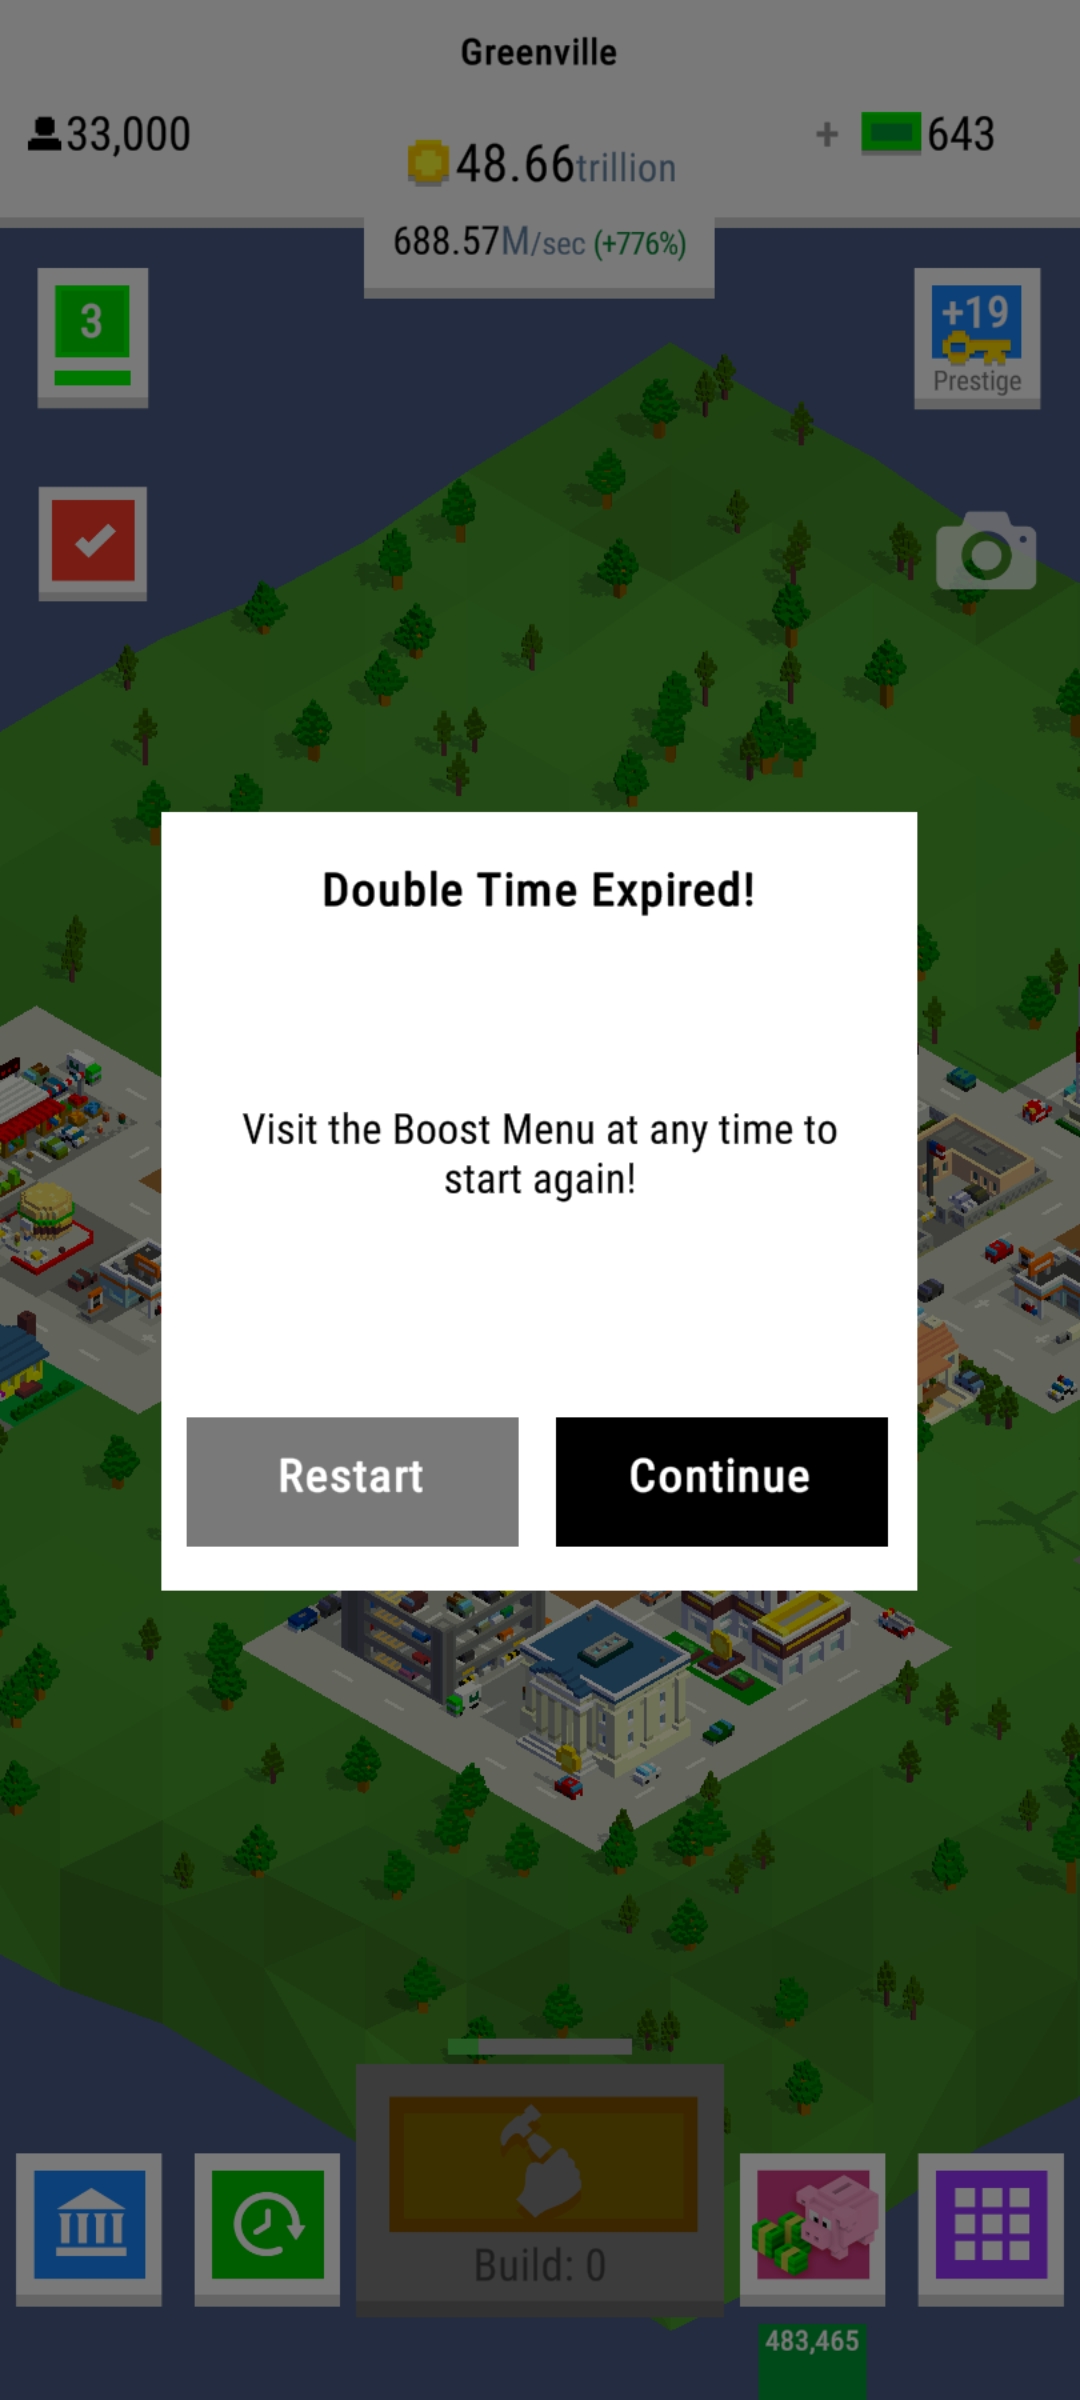 Greenville
33,000
48.66trillion
+ 643
688.57M/sec (+776%)
3
+19
Prestige
Double Time Expired!
Visit the Boost Menu at any time to
start again!
Restart
Continue
Build: 0
483,465